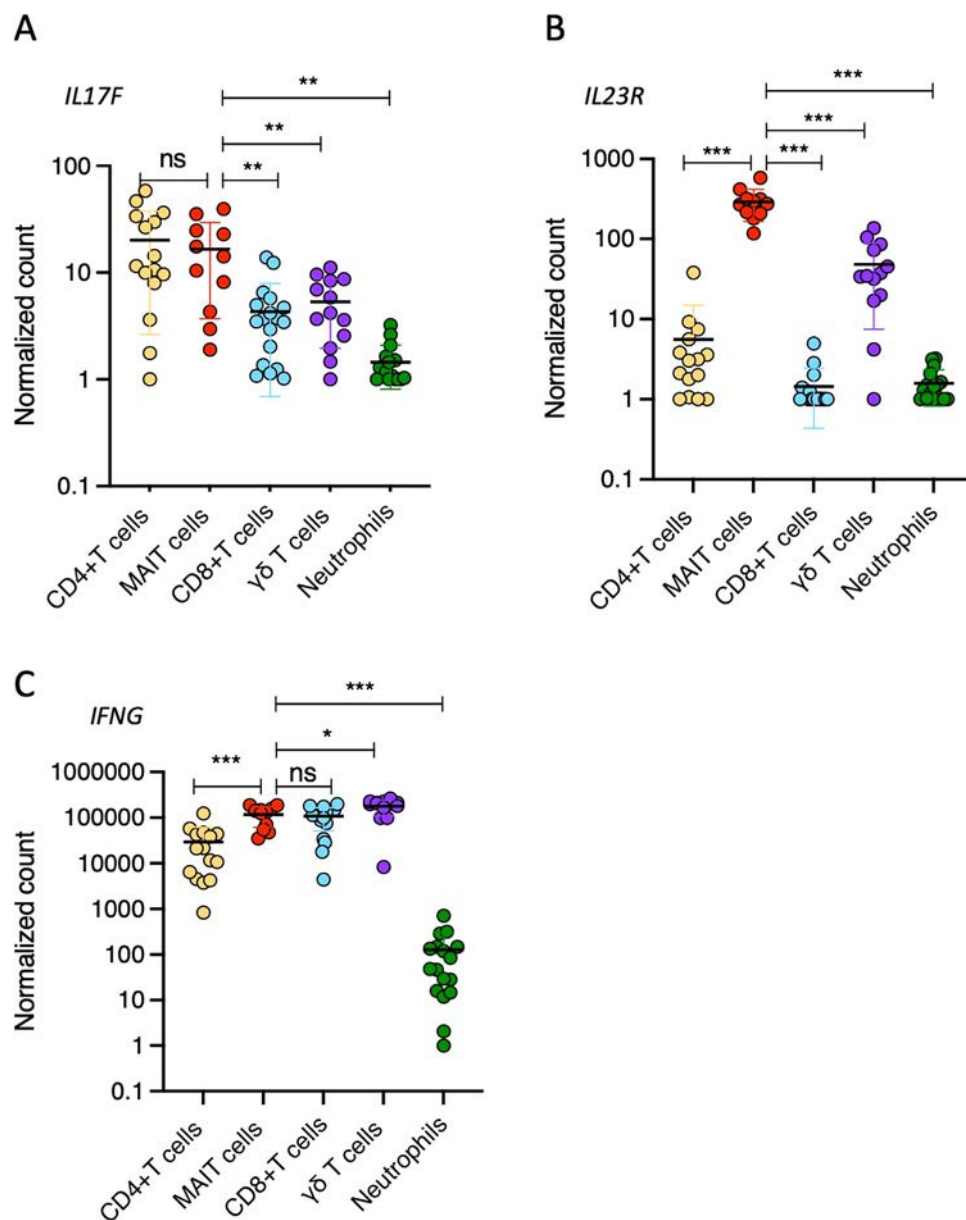 A
IL17F
**
**
ns
**
Normalized count
100
10
1
0.1
CD4+T cells
MAIT cells
CD8+T cells
γδ T cells
Neutrophils
B
IL23R
***
***
***
***
Normalized count
1000
100
10
1
0.1
CD4+T cells
MAIT cells
CD8+T cells
γδ T cells
Neutrophils
C
IFNG
***
*
***
ns
Normalized count
1000000
100000
10000
1000
100
10
1
0.1
CD4+T cells
MAIT cells
CD8+T cells
γδ T cells
Neutrophils